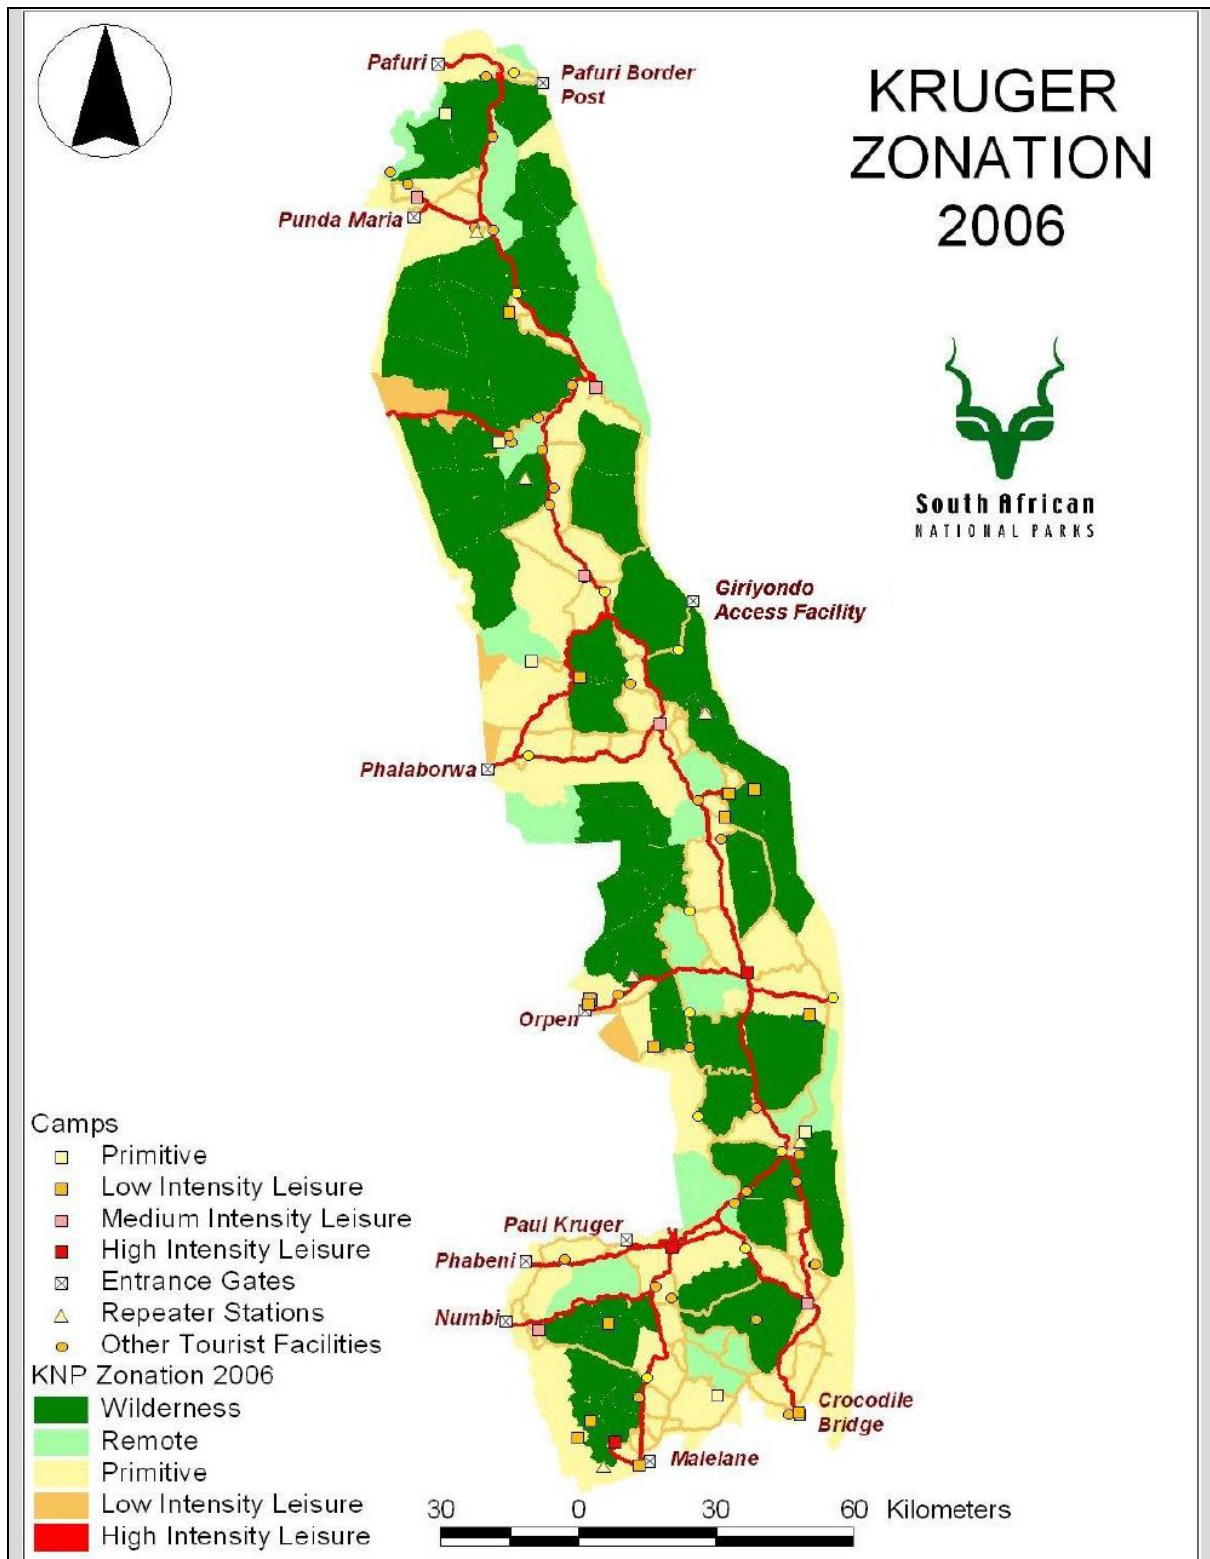 KRUGER
ZONATION
2006
Pafuri
Pafuri Border
Post
Punda Maria
South African
NATIONAL PARKS
Giriyondo
Access Facility
Phalaborwa
Orpen
Paul Kruger
Phabeni
Numbi
Crocodile
Bridge
Malelane
Camps
Primitive
Low Intensity Leisure
Medium Intensity Leisure
High Intensity Leisure
Entrance Gates
Repeater Stations
Other Tourist Facilities
KNP Zonation 2006
Wilderness
Remote
Primitive
Low Intensity Leisure
High Intensity Leisure
30 0 30 60 Kilometers